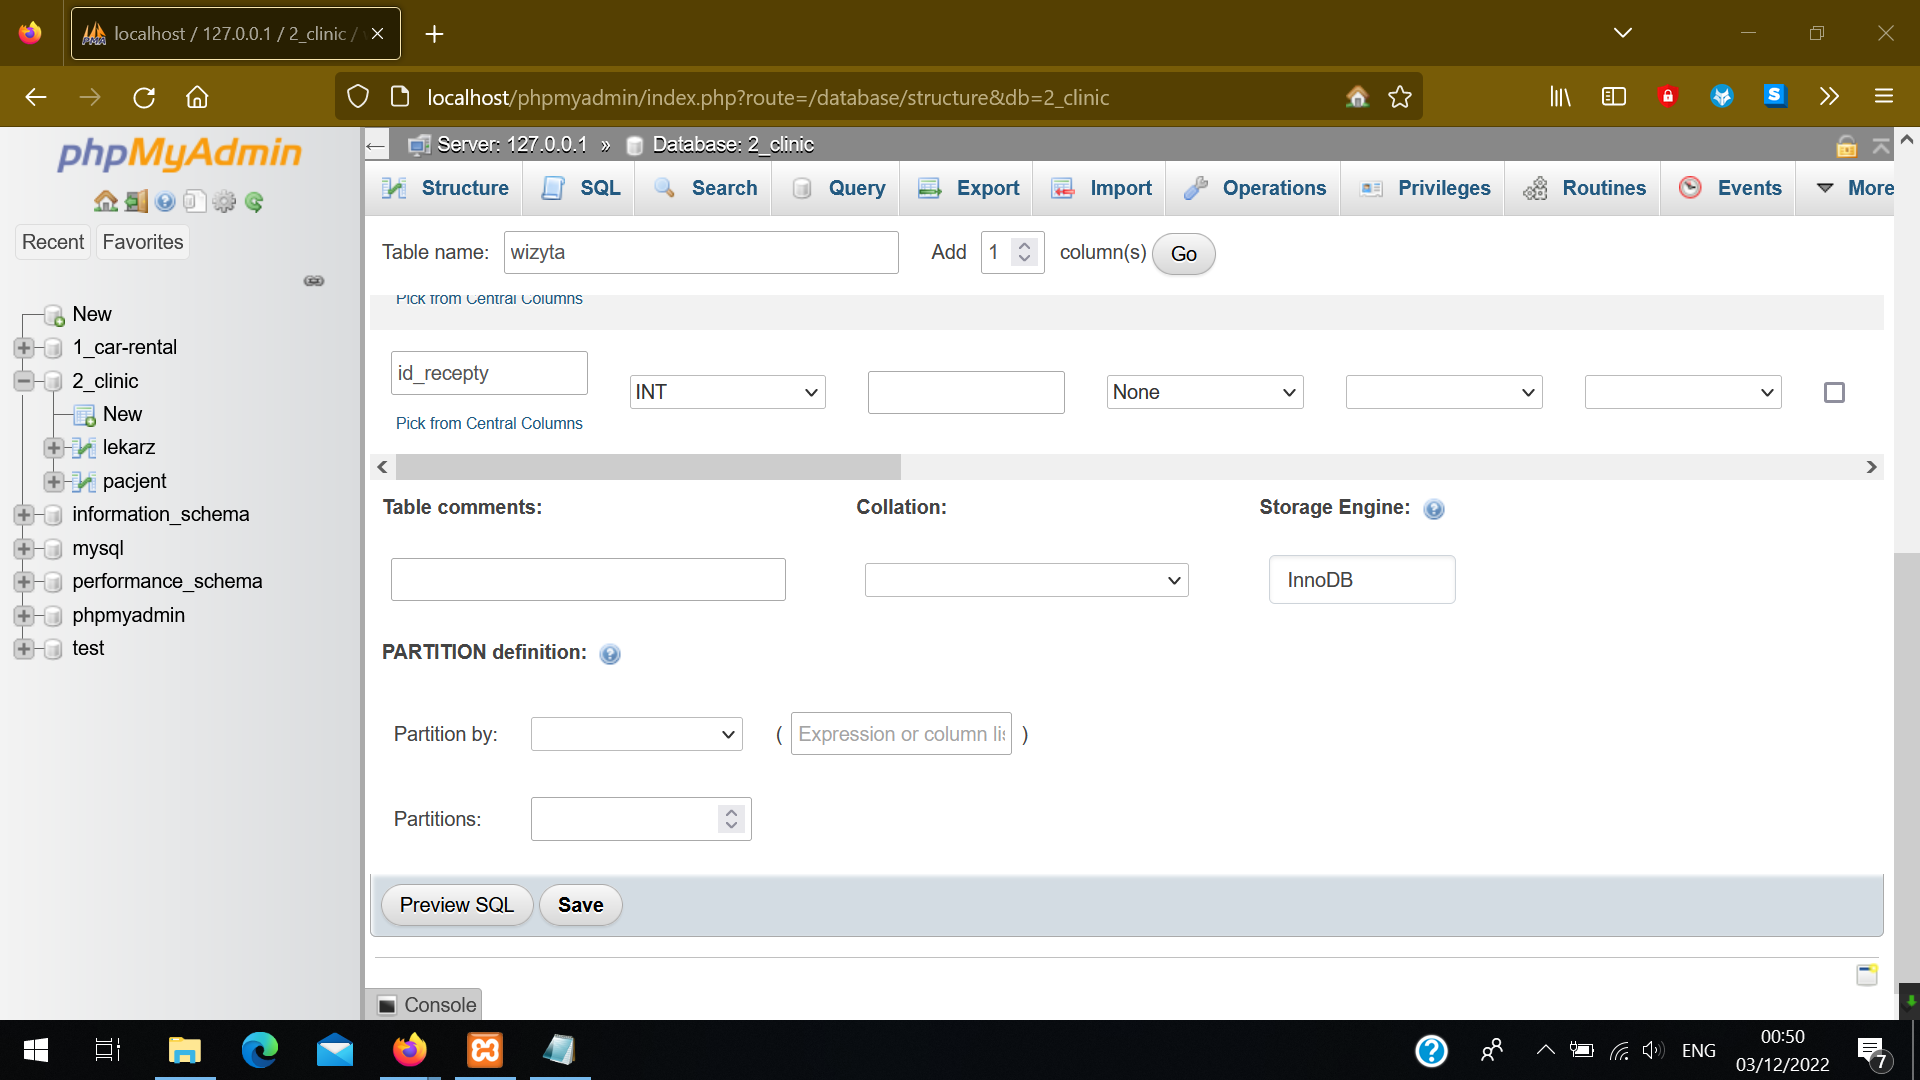 localhost / 127.0.0.1 / 2_clinic /
localhost/phpmyadmin/index.php?route=/database/structure&db=2_clinic
phpMyAdmin
Recent Favorites
New
1_car-rental
2_clinic
New
lekarz
pacjent
information_schema
mysql
performance_schema
phpmyadmin
test
Server: 127.0.0.1 » Database: 2_clinic
Structure SQL Search Query Export Import Operations Privileges Routines Events More
Table name: wizyta Add 1 column(s) Go
Pick from Central Columns
id_recepty INT None
Pick from Central Columns
Table comments: Collation: Storage Engine:
InnoDB
PARTITION definition:
Partition by: ( Expression or column lis )
Partitions:
Preview SQL Save
Console
ENG
00:50
03/12/2022
7